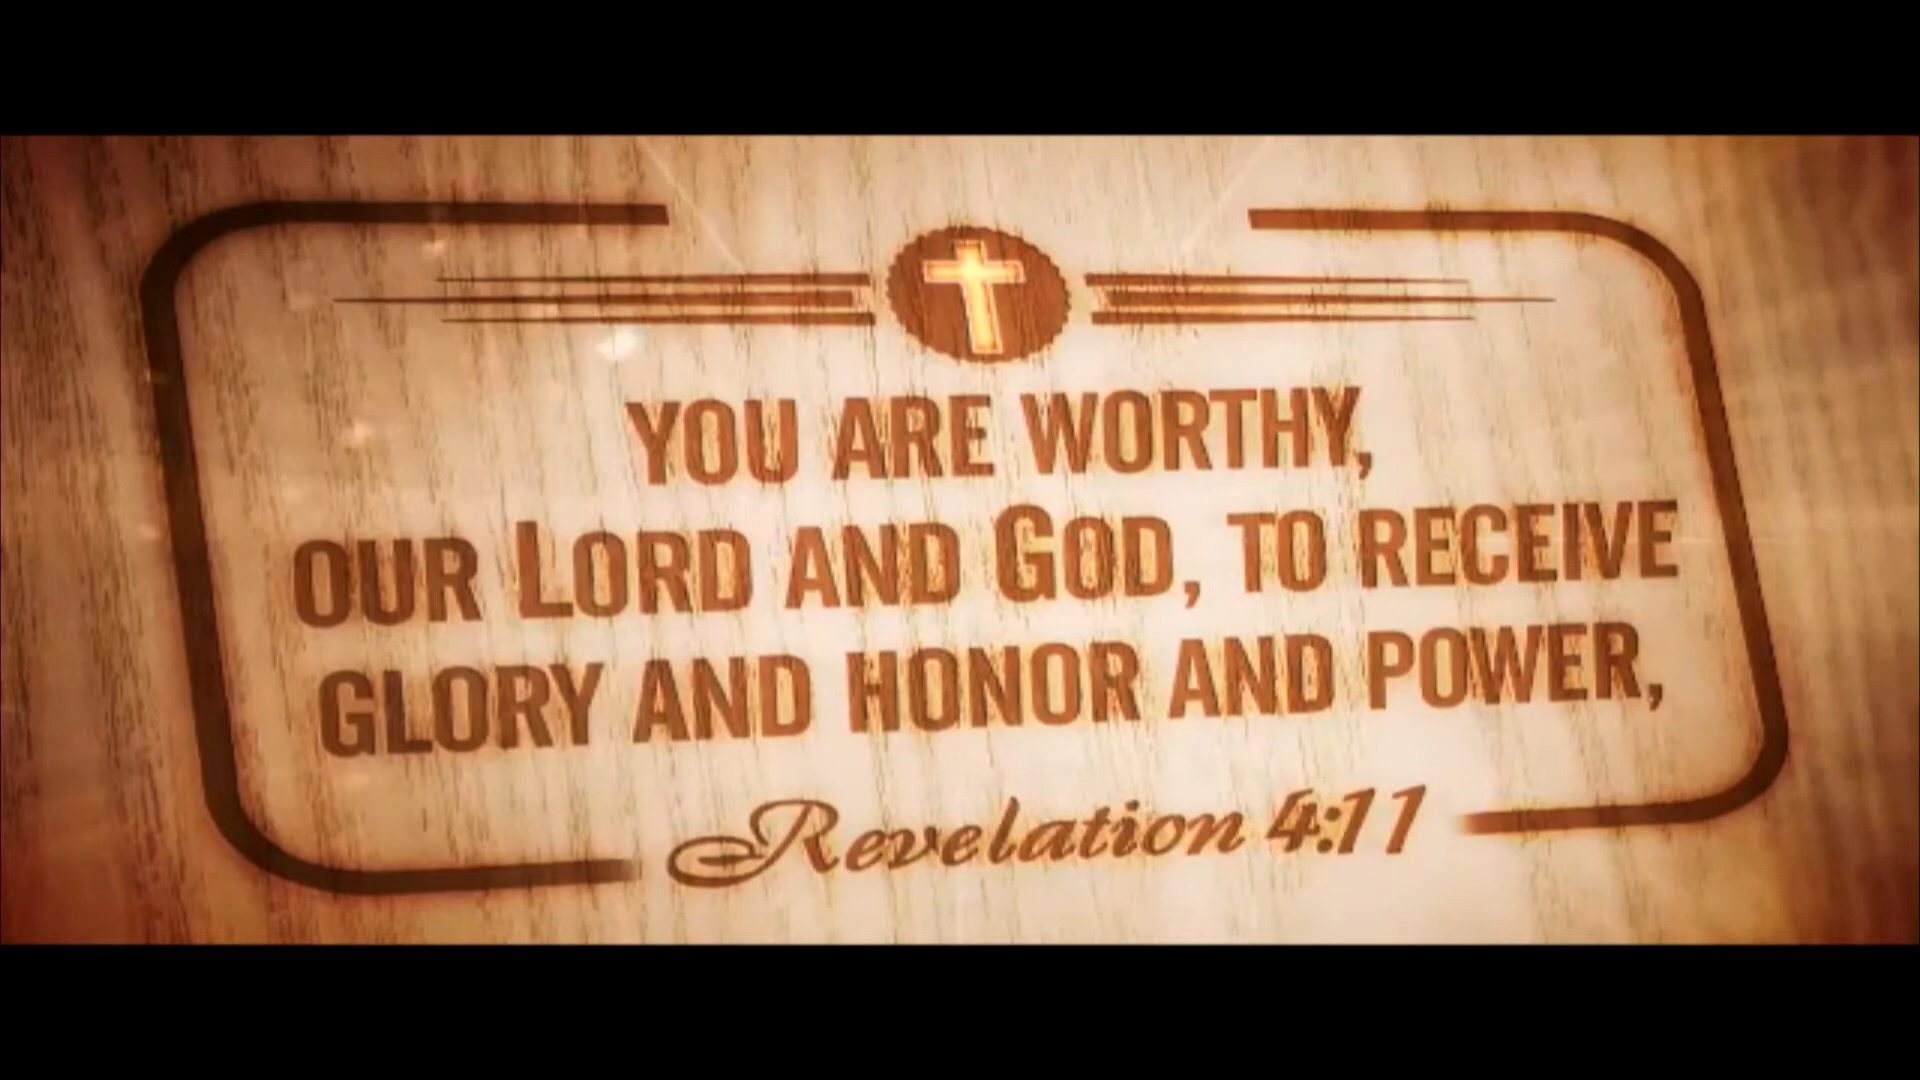 YOU ARE WORTHY,
OUR LORD AND GOD, TO RECEIVE
GLORY AND HONOR AND POWER,
Revelation 4:11